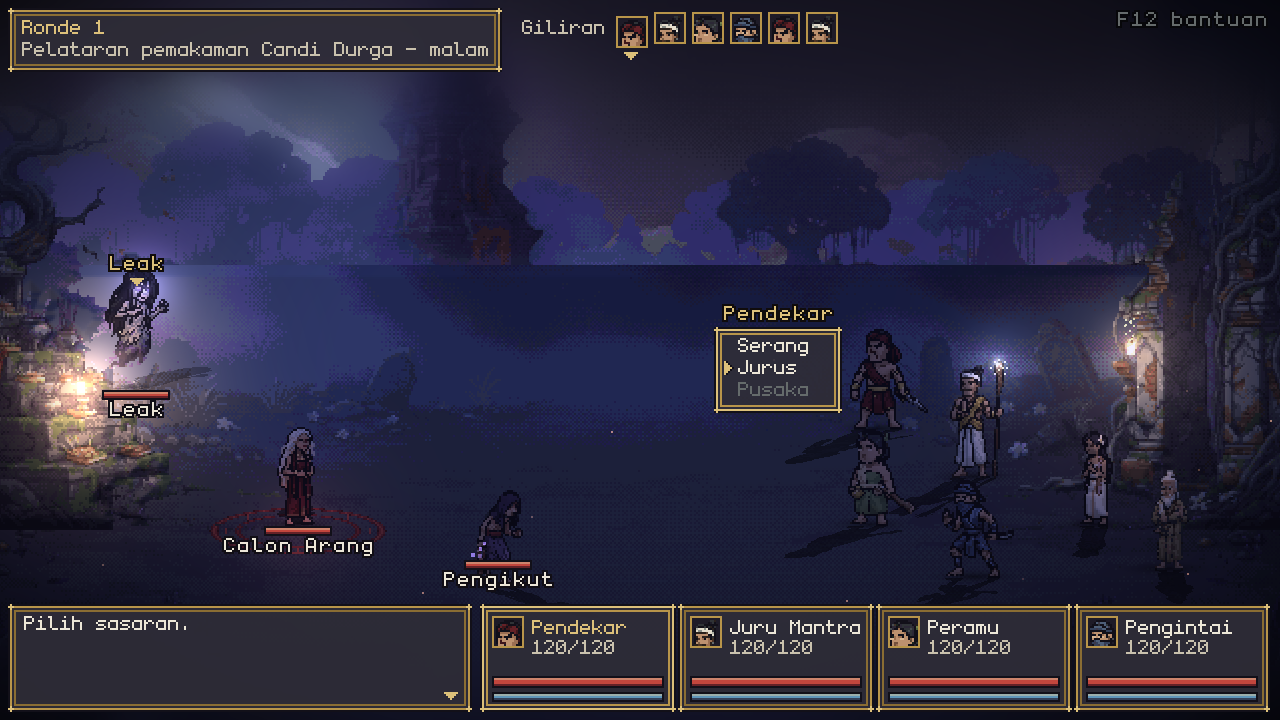 Ronde 1
Pelataran pemakaman Candi Durga - malam
Giliran
F12 bantuan
Leak
Leak
Pendekar
Serang
Jurus
Pusaka
Calon Arang
Pengikut
Pilih sasaran.
Pendekar
120/120
Juru Mantra
120/120
Peramu
120/120
Pengintai
120/120